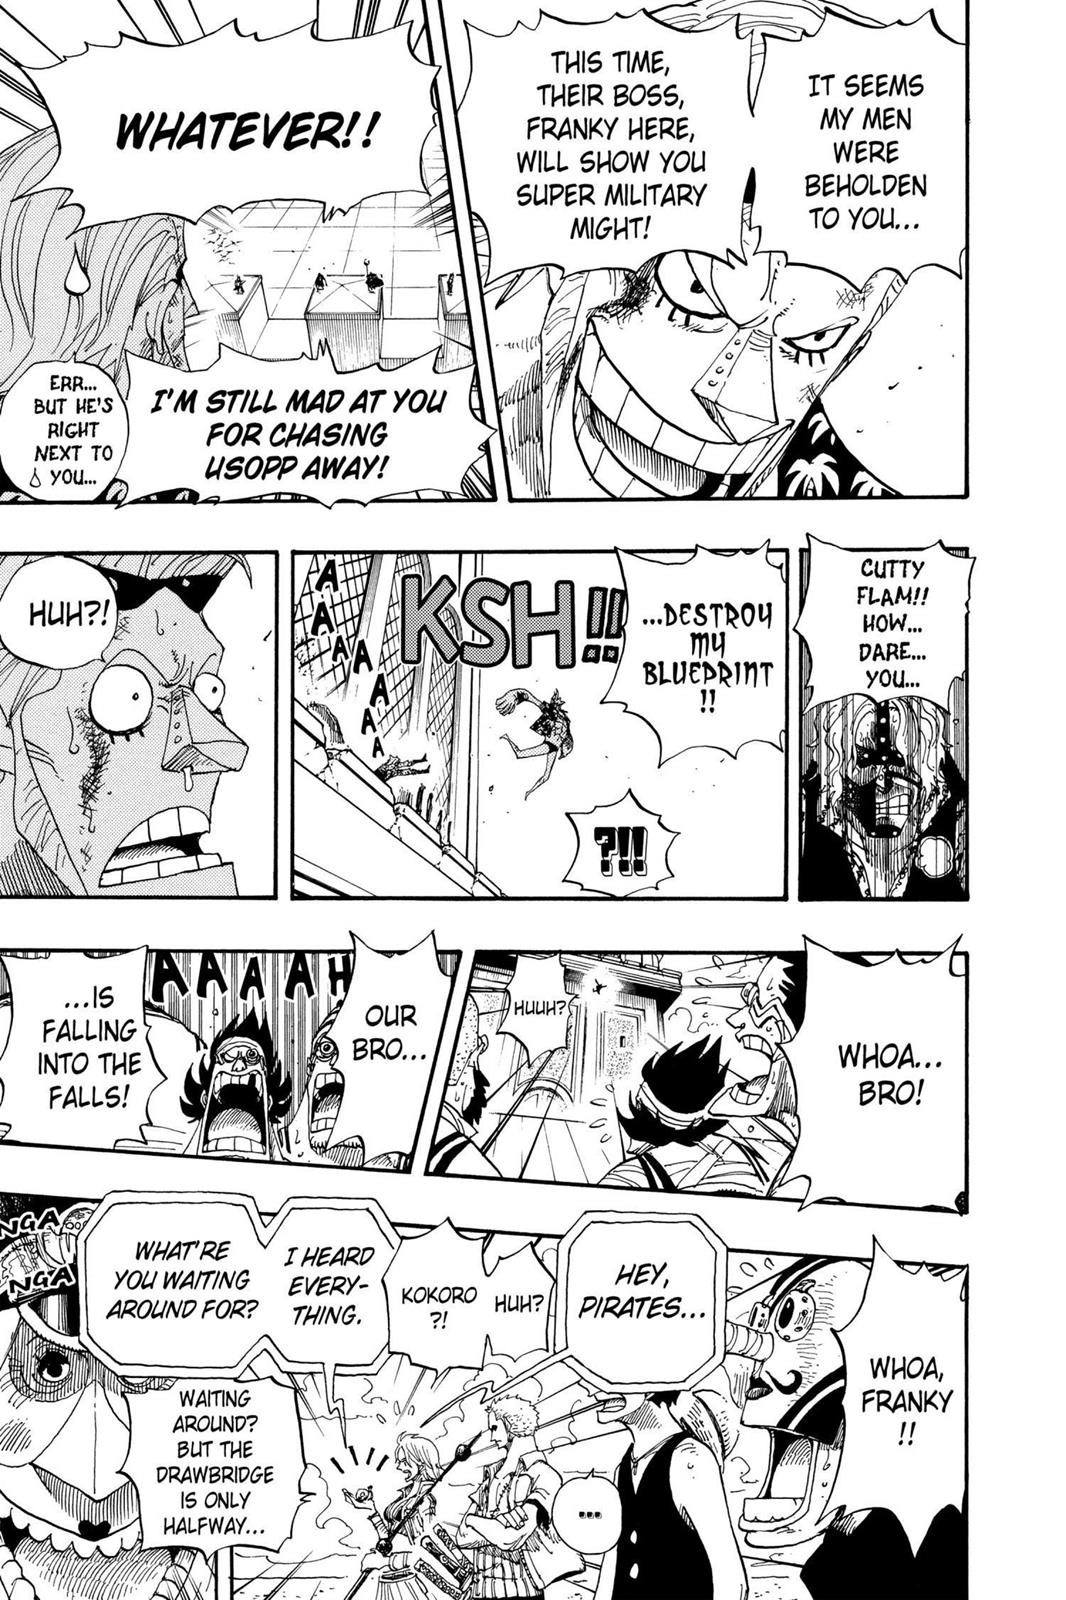 IT SEEMS
MY MEN
WERE
BEHOLDEN
TO YOU...
THIS TIME,
THEIR BOSS,
FRANKY HERE,
WILL SHOW YOU
SUPER MILITARY
MIGHT!
WHATEVER!!
I'M STILL MAD AT YOU
FOR CHASING
USOPP AWAY!
ERR...
BUT HE'S
RIGHT
NEXT TO
YOU...
CUTTY
FLAM!!
HOW...
DARE...
YOU...
...DESTROY
MY
BLUEPRINT
!!
KSH!!
?!!
AAAAAAAA
HUH?!
WHOA...
BRO!
HUUH?
OUR
BRO...
AAAAAH
...IS
FALLING
INTO THE
FALLS!
WHOA,
FRANKY
!!
HEY,
PIRATES...
HUH?
KOKORO
?!
I HEARD
EVERY-
THING.
WHAT'RE
YOU WAITING
AROUND FOR?
...
WAITING
AROUND?
BUT THE
DRAWBRIDGE
IS ONLY
HALFWAY...
NGA
NGA